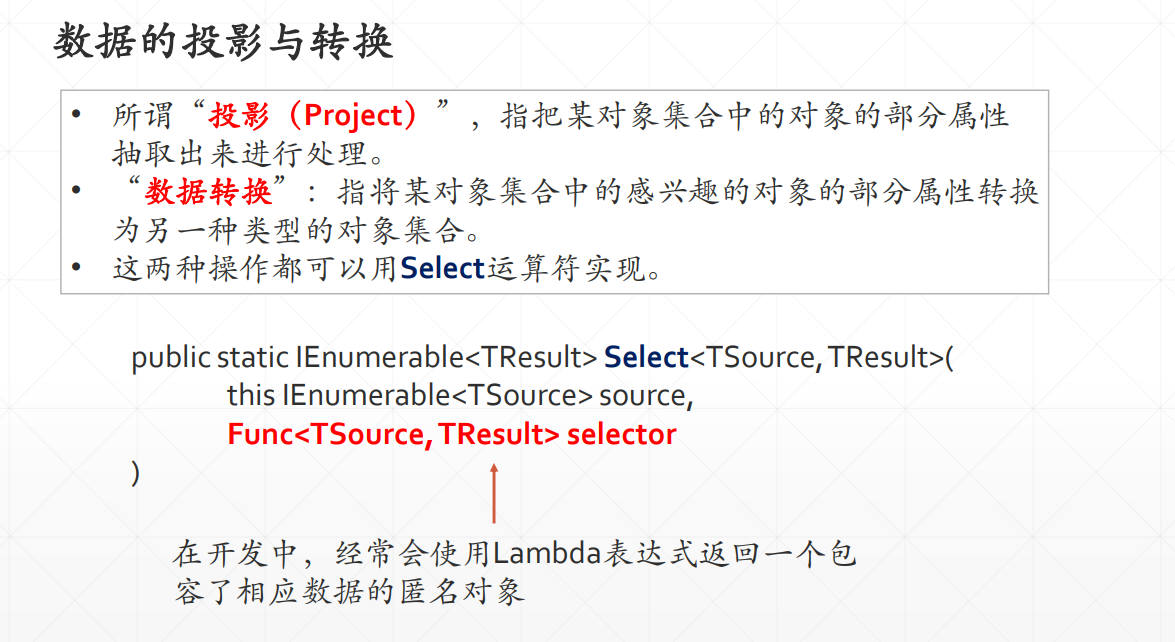 数据的投影与转换
• 所谓“投影（Project）”，指把某对象集合中的对象的部分属性
抽取出来进行处理。
• “数据转换”：指将某对象集合中的感兴趣的对象的部分属性转换
为另一种类型的对象集合。
• 这两种操作都可以用Select运算符实现。
public static IEnumerable<TResult> Select<TSource, TResult>(
this IEnumerable<TSource> source,
Func<TSource, TResult> selector
)
在开发中，经常会使用Lambda表达式返回一个包
容了相应数据的匿名对象